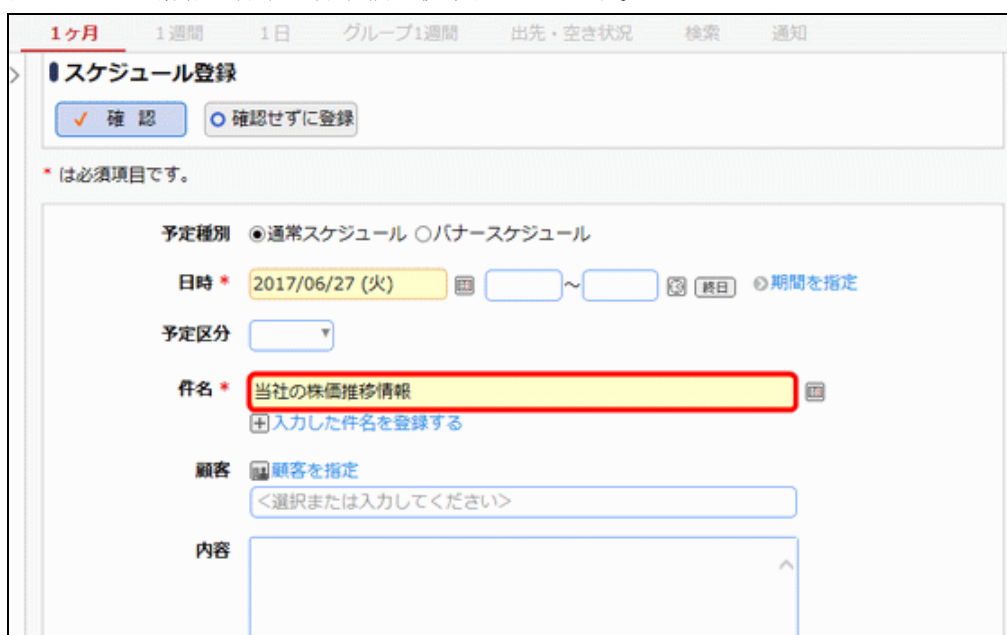 1ヶ月 1週間 1日 グループ1週間 出先・空き状況 検索 通知
スケジュール登録
確 認 確認せずに登録
* は必須項目です。
予定種別 通常スケジュール バナースケジュール
日時 * 2017/06/27 (火) ～ 終日 期間を指定
予定区分
件名 * 当社の株価推移情報
入力した件名を登録する
顧客 顧客を指定
＜選択または入力してください＞
内容